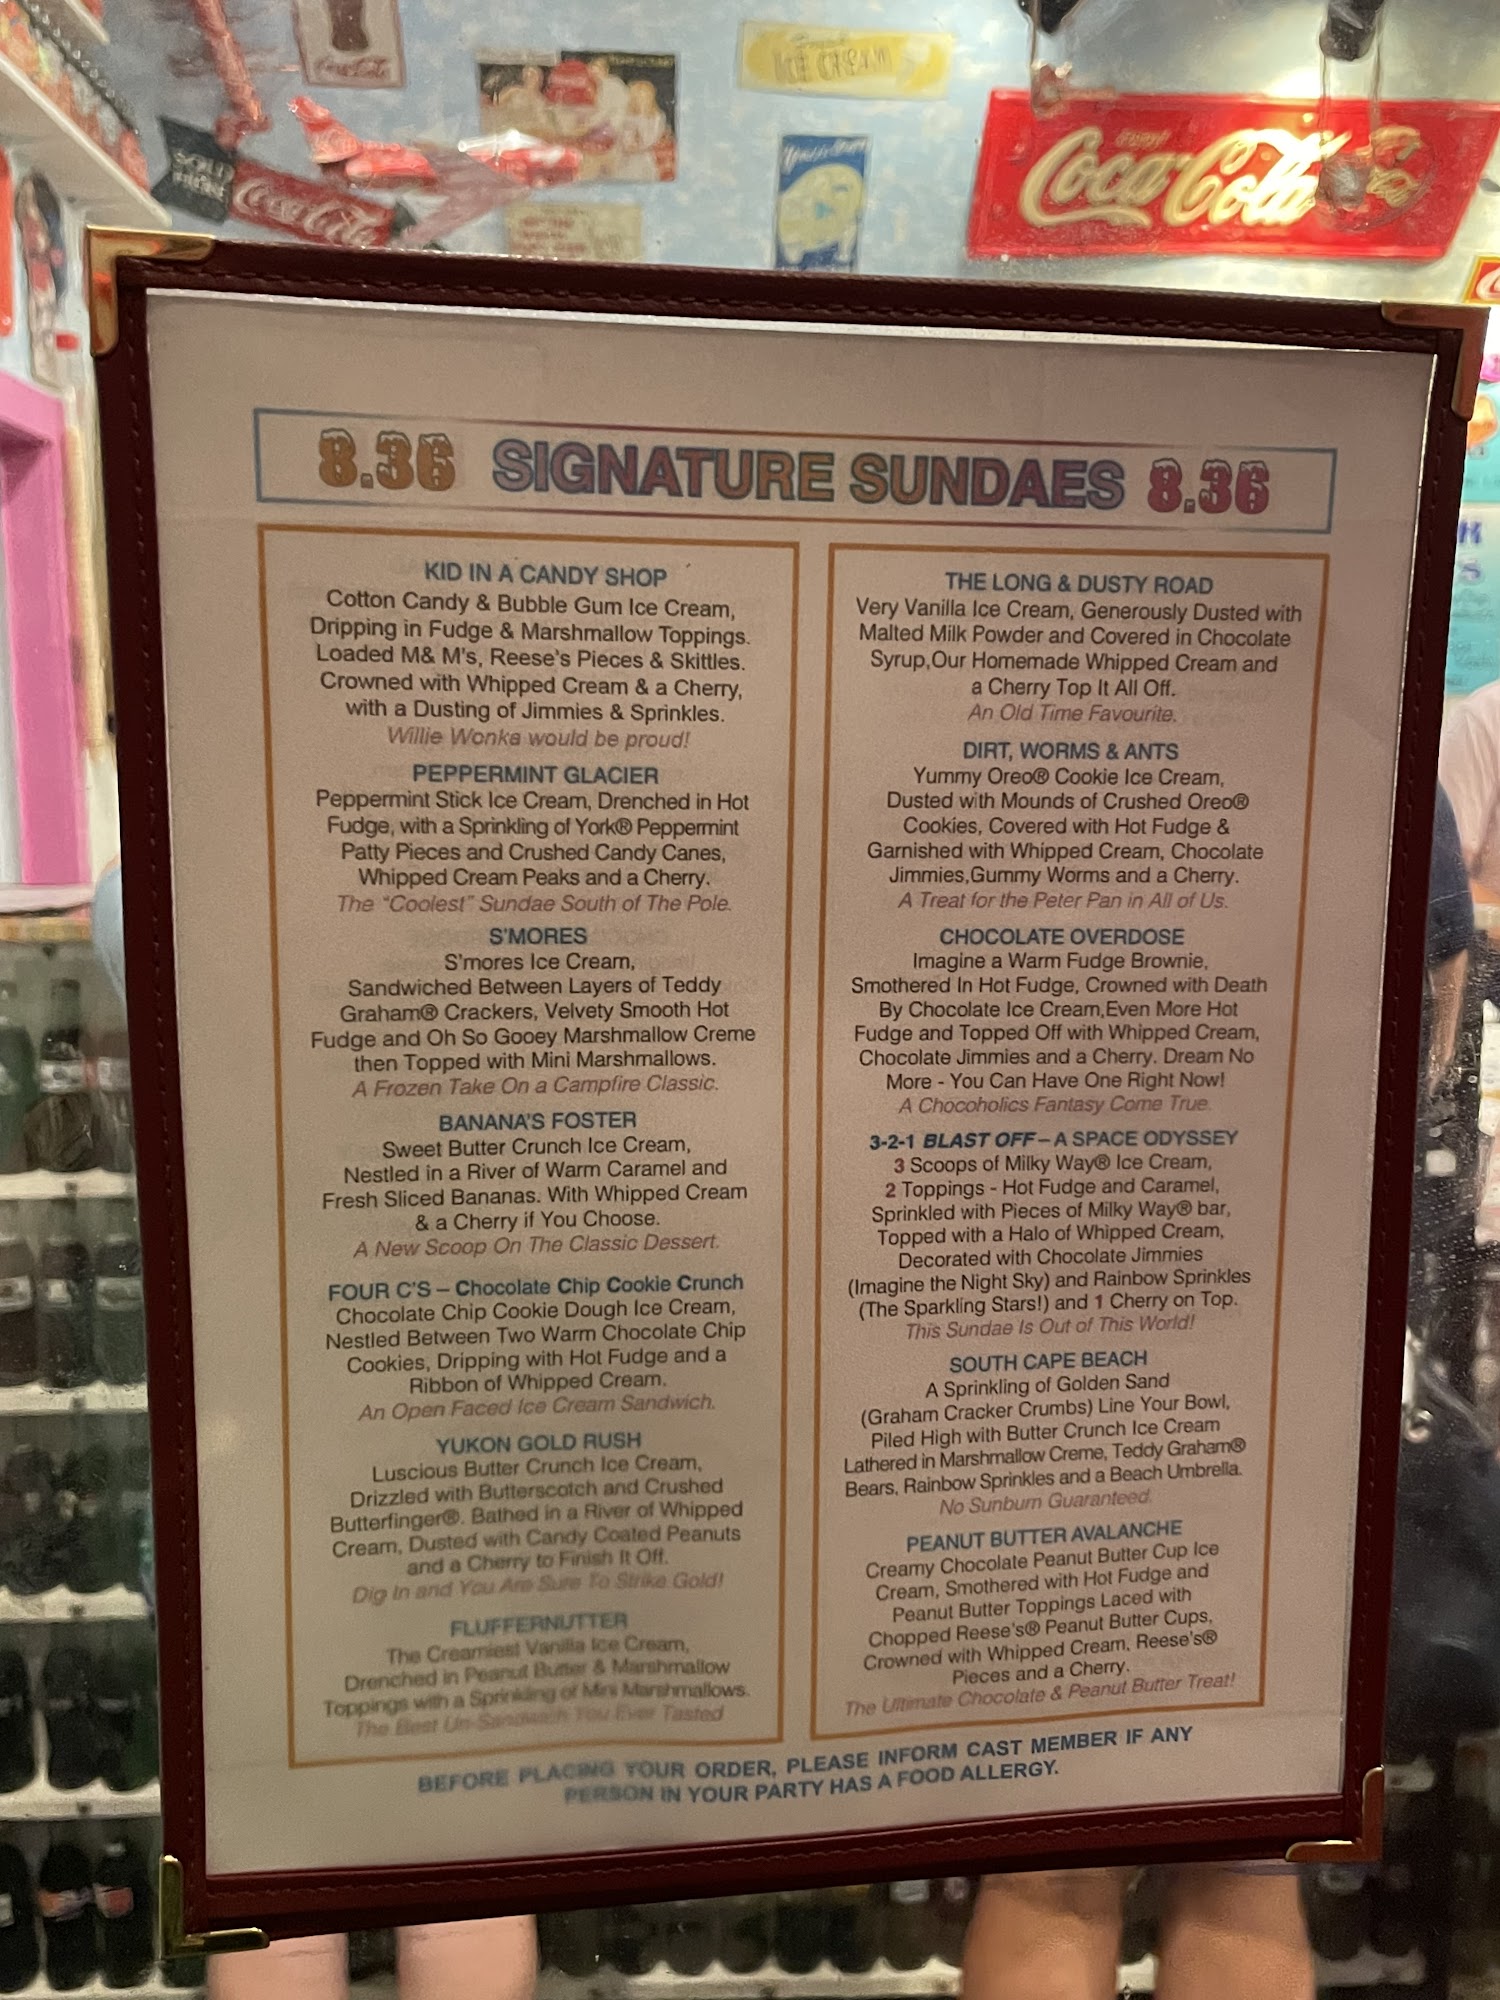 Coca-Cola
ICE CREAM
SOLD HERE
Coca-Cola
ENJOY
Coca-Cola
8.36 SIGNATURE SUNDAES 8.36
KID IN A CANDY SHOP
Cotton Candy & Bubble Gum Ice Cream,
Dripping in Fudge & Marshmallow Toppings.
Loaded M& M's, Reese's Pieces & Skittles.
Crowned with Whipped Cream & a Cherry,
with a Dusting of Jimmies & Sprinkles.
Willie Wonka would be proud!
PEPPERMINT GLACIER
Peppermint Stick Ice Cream, Drenched in Hot
Fudge, with a Sprinkling of York® Peppermint
Patty Pieces and Crushed Candy Canes,
Whipped Cream Peaks and a Cherry.
The "Coolest" Sundae South of The Pole.
S'MORES
S'mores Ice Cream,
Sandwiched Between Layers of Teddy
Graham® Crackers, Velvety Smooth Hot
Fudge and Oh So Gooey Marshmallow Creme
then Topped with Mini Marshmallows.
A Frozen Take On a Campfire Classic.
BANANA'S FOSTER
Sweet Butter Crunch Ice Cream,
Nestled in a River of Warm Caramel and
Fresh Sliced Bananas. With Whipped Cream
& a Cherry if You Choose.
A New Scoop On The Classic Dessert.
FOUR C'S – Chocolate Chip Cookie Crunch
Chocolate Chip Cookie Dough Ice Cream,
Nestled Between Two Warm Chocolate Chip
Cookies, Dripping with Hot Fudge and a
Ribbon of Whipped Cream.
An Open Faced Ice Cream Sandwich.
YUKON GOLD RUSH
Luscious Butter Crunch Ice Cream,
Drizzled with Butterscotch and Crushed
Butterfinger®. Bathed in a River of Whipped
Cream, Dusted with Candy Coated Peanuts
and a Cherry to Finish It Off.
Dig In and You Are Sure To Strike Gold!
FLUFFERNUTTER
The Creamiest Vanilla Ice Cream,
Drenched in Peanut Butter & Marshmallow
Toppings with a Sprinkling of Mini Marshmallows.
The Best Un-Sandwich You Ever Tasted
THE LONG & DUSTY ROAD
Very Vanilla Ice Cream, Generously Dusted with
Malted Milk Powder and Covered in Chocolate
Syrup,Our Homemade Whipped Cream and
a Cherry Top It All Off.
An Old Time Favourite.
DIRT, WORMS & ANTS
Yummy Oreo® Cookie Ice Cream,
Dusted with Mounds of Crushed Oreo®
Cookies, Covered with Hot Fudge &
Garnished with Whipped Cream, Chocolate
Jimmies,Gummy Worms and a Cherry.
A Treat for the Peter Pan in All of Us.
CHOCOLATE OVERDOSE
Imagine a Warm Fudge Brownie,
Smothered In Hot Fudge, Crowned with Death
By Chocolate Ice Cream,Even More Hot
Fudge and Topped Off with Whipped Cream,
Chocolate Jimmies and a Cherry. Dream No
More - You Can Have One Right Now!
A Chocoholics Fantasy Come True.
3-2-1 BLAST OFF – A SPACE ODYSSEY
3 Scoops of Milky Way® Ice Cream,
2 Toppings - Hot Fudge and Caramel,
Sprinkled with Pieces of Milky Way® bar,
Topped with a Halo of Whipped Cream,
Decorated with Chocolate Jimmies
(Imagine the Night Sky) and Rainbow Sprinkles
(The Sparkling Stars!) and 1 Cherry on Top.
This Sundae Is Out of This World!
SOUTH CAPE BEACH
A Sprinkling of Golden Sand
(Graham Cracker Crumbs) Line Your Bowl,
Piled High with Butter Crunch Ice Cream
Lathered in Marshmallow Creme, Teddy Graham®
Bears, Rainbow Sprinkles and a Beach Umbrella.
No Sunburn Guaranteed.
PEANUT BUTTER AVALANCHE
Creamy Chocolate Peanut Butter Cup Ice
Cream, Smothered with Hot Fudge and
Peanut Butter Toppings Laced with
Chopped Reese's® Peanut Butter Cups,
Crowned with Whipped Cream, Reese's®
Pieces and a Cherry.
The Ultimate Chocolate & Peanut Butter Treat!
BEFORE PLACING YOUR ORDER, PLEASE INFORM CAST MEMBER IF ANY
PERSON IN YOUR PARTY HAS A FOOD ALLERGY.